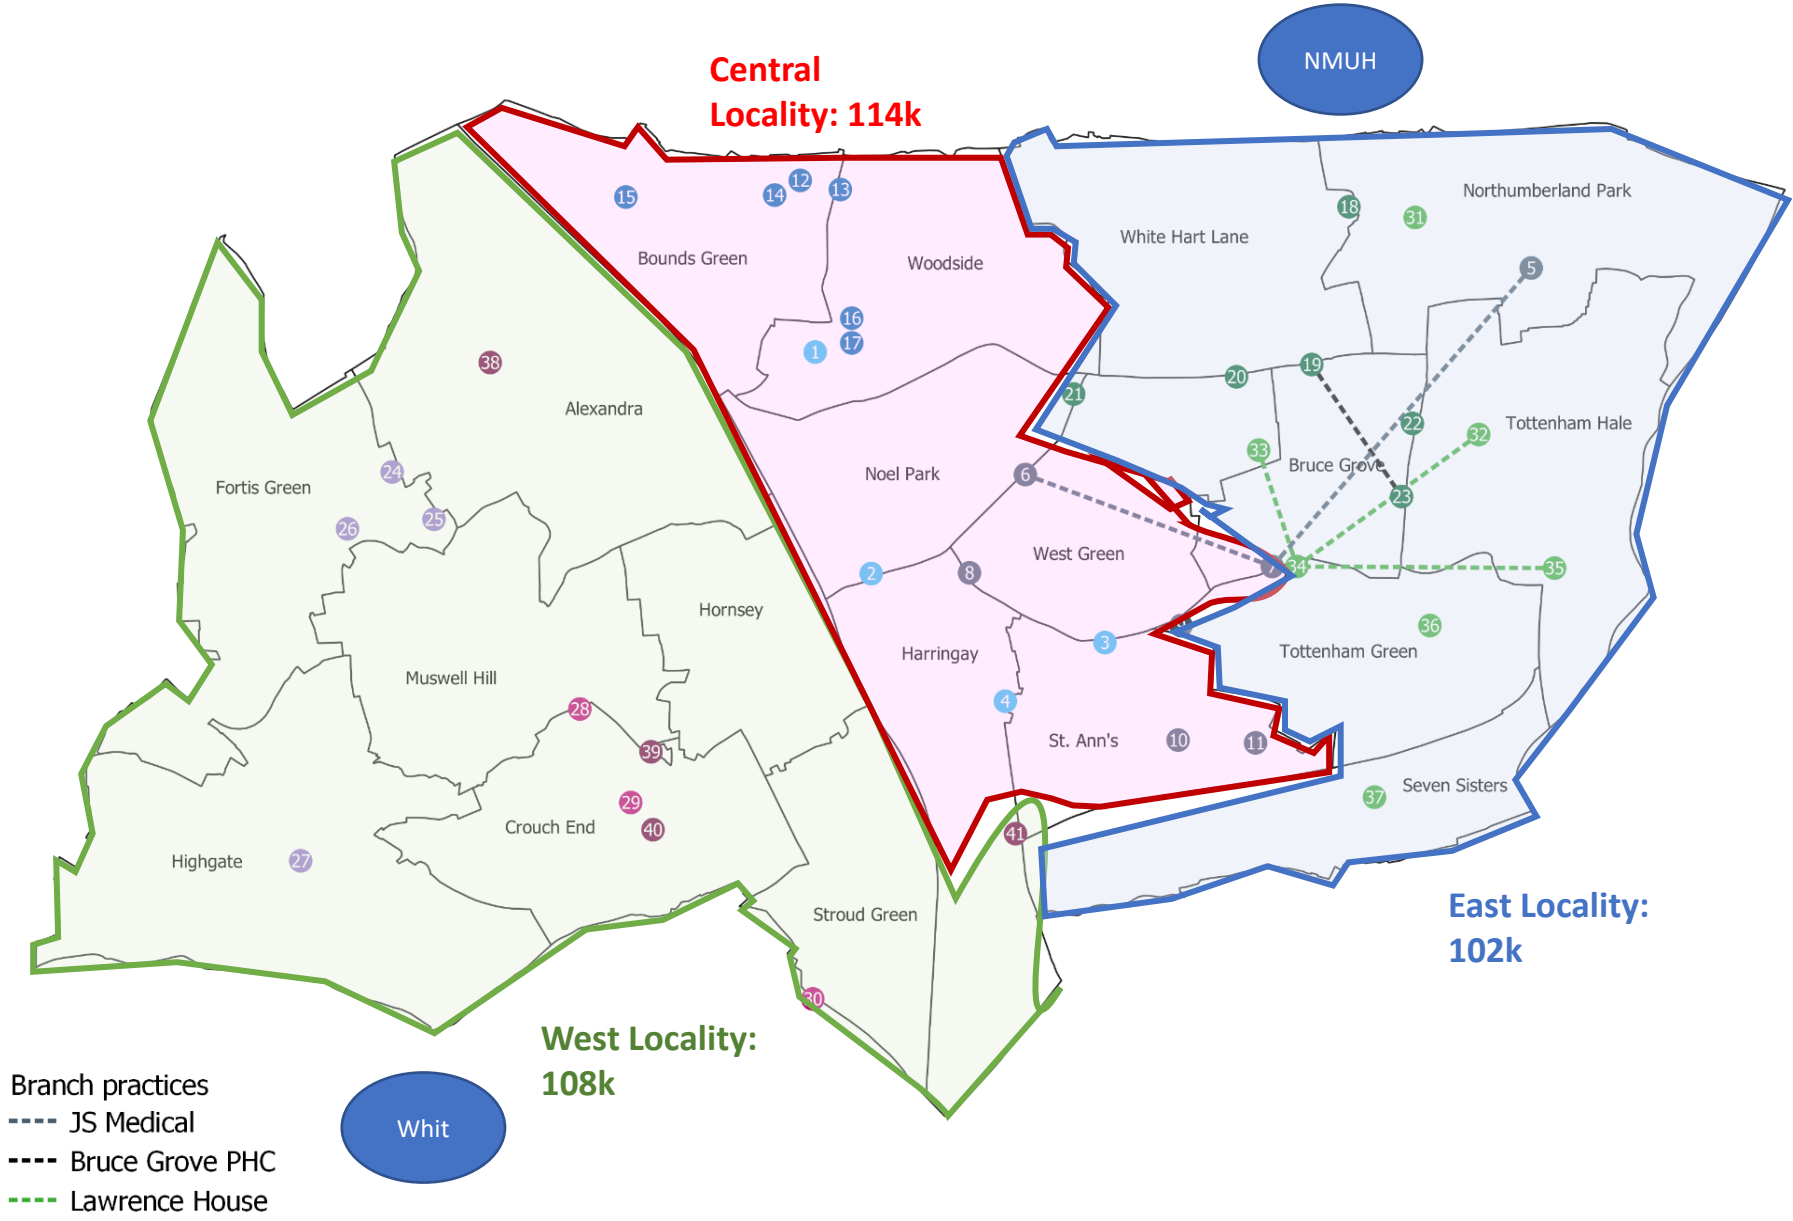 NMUH
Central
Locality: 114k
Northumberland Park
White Hart Lane
Bounds Green
Woodside
12
13
14
15
18
31
5
16
17
1
19
20
21
38
Alexandra
22
Tottenham Hale
32
33
Bruce Grove
Noel Park
6
24
Fortis Green
23
25
26
West Green
2
8
7
34
35
Hornsey
36
3
Harringay
Tottenham Green
Muswell Hill
4
28
St. Ann's
10
11
39
Seven Sisters
37
29
Crouch End
40
41
Highgate
27
Stroud Green
East Locality:
102k
30
West Locality:
108k
Branch practices
JS Medical
Bruce Grove PHC
Lawrence House
Whit